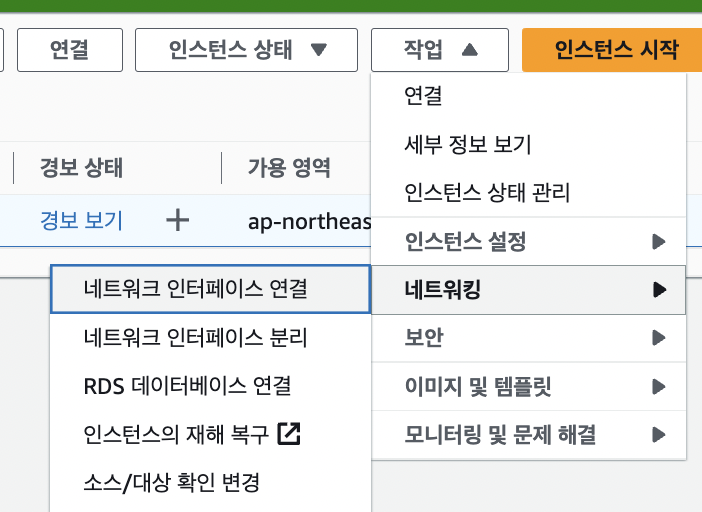 연결
인스턴스 상태
작업
인스턴스 시작
연결
세부 정보 보기
인스턴스 상태 관리
인스턴스 설정
네트워킹
보안
이미지 및 템플릿
모니터링 및 문제 해결
경보 상태
가용 영역
경보 보기
ap-northeas
네트워크 인터페이스 연결
네트워크 인터페이스 분리
RDS 데이터베이스 연결
인스턴스의 재해 복구
소스/대상 확인 변경